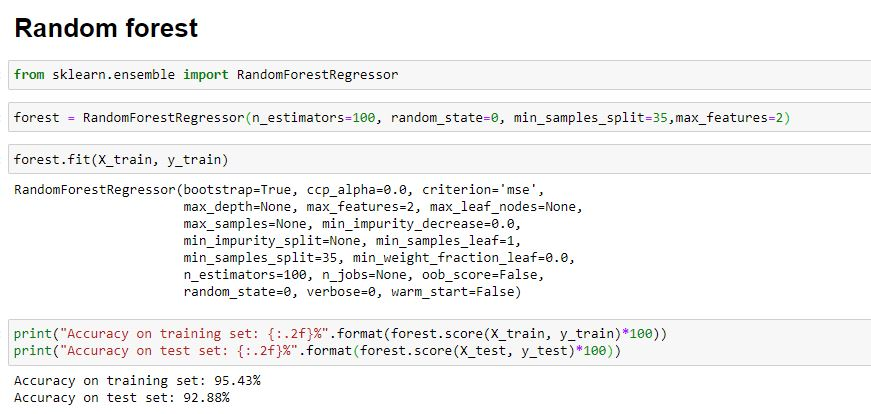 Random forest
from sklearn.ensemble import RandomForestRegressor
forest = RandomForestRegressor(n_estimators=100, random_state=0, min_samples_split=35,max_features=2)
forest.fit(X_train, y_train)
RandomForestRegressor(bootstrap=True, ccp_alpha=0.0, criterion='mse',
                      max_depth=None, max_features=2, max_leaf_nodes=None,
                      max_samples=None, min_impurity_decrease=0.0,
                      min_impurity_split=None, min_samples_leaf=1,
                      min_samples_split=35, min_weight_fraction_leaf=0.0,
                      n_estimators=100, n_jobs=None, oob_score=False,
                      random_state=0, verbose=0, warm_start=False)
print("Accuracy on training set: {:.2f}%".format(forest.score(X_train, y_train)*100))
print("Accuracy on test set: {:.2f}%".format(forest.score(X_test, y_test)*100))
Accuracy on training set: 95.43%
Accuracy on test set: 92.88%